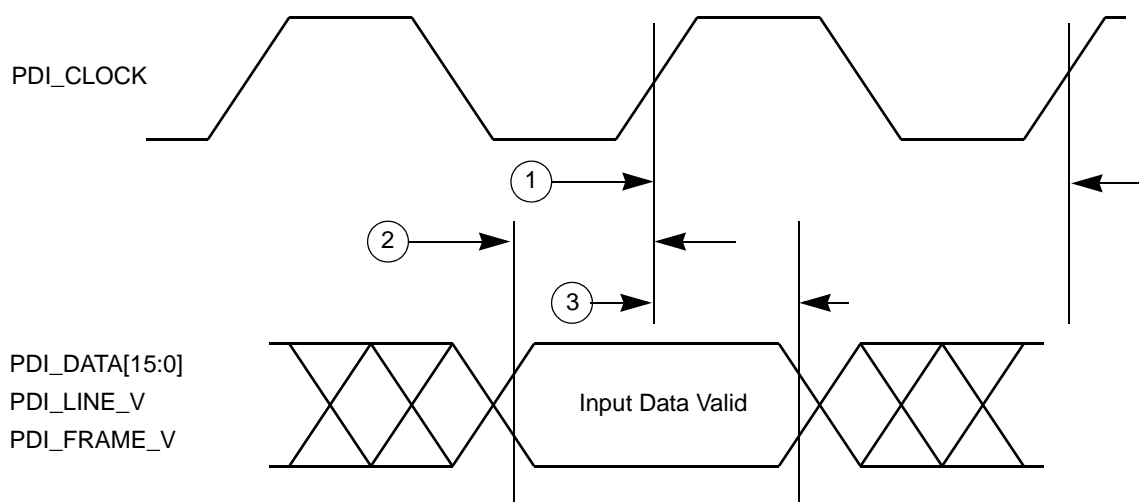 PDI_CLOCK
1
2
3
PDI_DATA[15:0]
PDI_LINE_V
Input Data Valid
PDI_FRAME_V